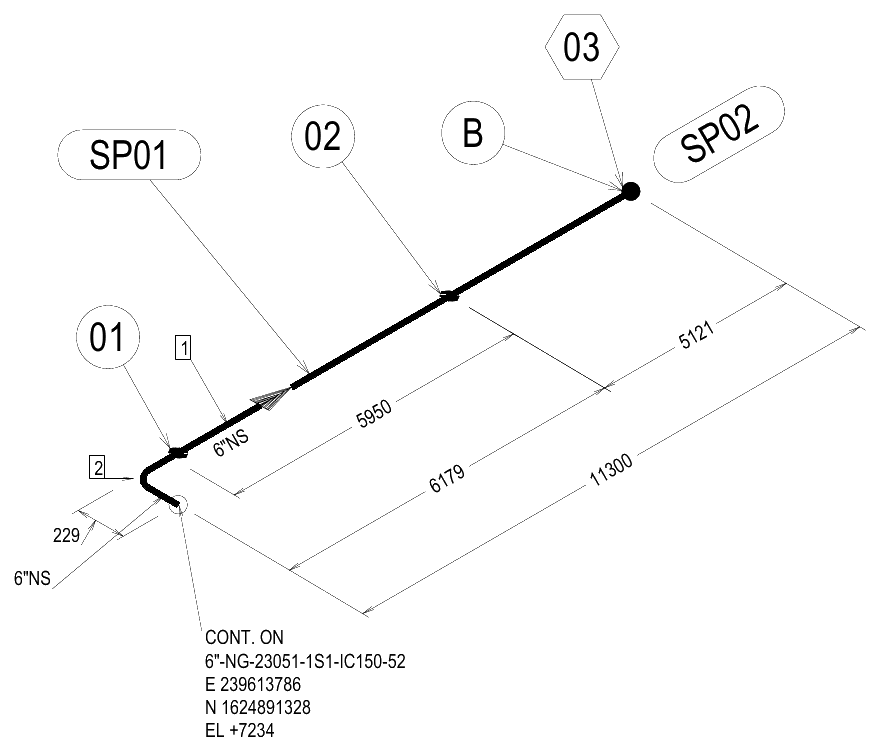 03
SP02
02
B
SP01
01
1
5121
5950
6"NS
6179
11300
2
229
6"NS
CONT. ON
6"-NG-23051-1S1-IC150-52
E 239613786
N 1624891328
EL +7234